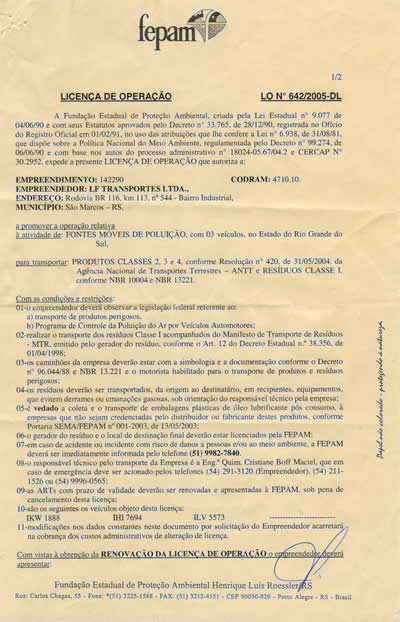 fepam
1/2
LICENÇA DE OPERAÇÃO LO N° 642/2005-DL
A Fundação Estadual de Proteção Ambiental, criada pela Lei Estadual n° 9.077 de
04/06/90 e com seus Estatutos aprovados pelo Decreto n° 33.765, de 28/12/90, registrada no Ofício
do Registro Oficial em 01/02/91, no uso das atribuições que lhe confere a Lei n° 6.938, de 31/08/81,
que dispõe sobre a Política Nacional do Meio Ambiente, regulamentada pelo Decreto n° 99.274, de
06/06/90 e com base nos autos do processo administrativo n° 18024-05.67/04.2 e CERCAP N°
30.2952, expede a presente LICENÇA DE OPERAÇÃO que autoriza a:
EMPREENDIMENTO: 142290 CODRAM: 4710,10.
EMPREENDEDOR: LF TRANSPORTES LTDA.,
ENDEREÇO: Rodovia BR 116, km 113, nº 544 - Bairro Industrial,
MUNICÍPIO: São Marcos – RS,
a promover a operação relativa
à atividade de: FONTES MÓVEIS DE POLUIÇÃO, com 03 veículos, no Estado do Rio Grande do
Sul,
para transportar: PRODUTOS CLASSES 2, 3 e 4, conforme Resolução n° 420, de 31/05/2004, da
Agência Nacional de Transportes Terrestres – ANTT e RESÍDUOS CLASSE I,
conforme NBR 10004 e NBR 13221.
Com as condições e restrições:
01-o empreendedor deverá observar a legislação federal referente ao:
a) transporte de produtos perigosos,
b) Programa de Controle da Poluição do Ar por Veículos Automotores;
02-realizar o transporte dos resíduos Classe I acompanhados do Manifesto de Transporte de Resíduos
- MTR, emitido pelo gerador do resíduo, conforme o Art. 12 do Decreto Estadual n.° 38.356, de
01/04/1998;
03-os caminhões da empresa deverão estar com a simbologia e a documentação conforme o Decreto
n° 96.044/88 e NBR 13.221 e o motorista habilitado para o transporte de produtos e resíduos
perigosos;
04-os resíduos deverão ser transportados, da origem ao destinatário, em recipientes, equipamentos,
que evitem derrames ou emanações gasosas, sob orientação do responsável técnico pela empresa;
05-é vedado a coleta e o transporte de embalagens plásticas de óleo lubrificante pós consumo, à
empresas que não sejam credenciadas pelo distribuidor ou fabricante destes produtos, conforme
Portaria SEMA/FEPAM nº 001-2003, de 13/05/2003;
06-o gerador do resíduo e o local de destinação final deverão estar licenciados pela FEPAM;
07-em caso de acidente ou incidente com risco de danos a pessoas e/ou ao meio ambiente, a FEPAM
deverá ser imediatamente informada pelo telefone (51) 9982-7840.
08-o responsável técnico pelo transporte da Empresa é a Eng.ª Quim. Cristiane Boff Maciel, que em
caso de emergência deve ser acionado pelos telefones (54) 291-3120 (Empreendedor), (54) 211-
1526 ou (54) 9996-0565;
09-as ARTs com prazo de validade deverão ser renovadas e apresentadas à FEPAM, sob pena de
cancelamento desta licença;
10-são os seguintes os veículos objeto desta licença:
IKW 1888 IHI 7694 ILV 5573 --------------------
11-modificações nos dados constantes neste documento por solicitação do Empreendedor acarretará
na cobrança dos custos administrativos de alteração de licença.
Com vistas à obtenção da RENOVAÇÃO DA LICENÇA DE OPERAÇÃO o empreendedor deverá
apresentar:
Fundação Estadual de Proteção Ambiental Henrique Luís Roessler/RS
Rua: Carlos Chagas, 55 - Fone: *(51) 3225-1588 - FAX: (51) 3212-4151 - CEP 90030-020 - Porto Alegre - RS - Brasil
Papel não clorado - protegendo a natureza